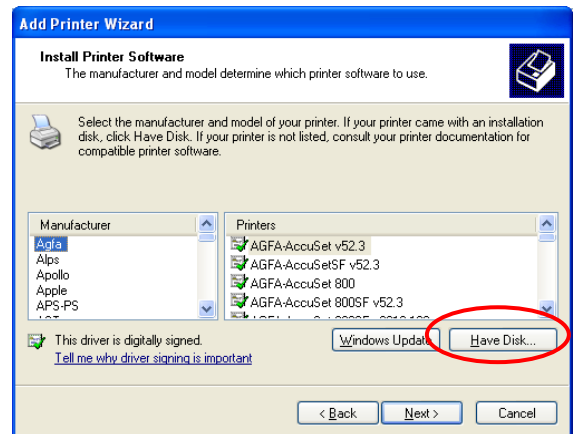 Add Printer Wizard
Install Printer Software
The manufacturer and model determine which printer software to use.
Select the manufacturer and model of your printer. If your printer came with an installation
disk, click Have Disk. If your printer is not listed, consult your printer documentation for
compatible printer software.
Manufacturer
Agfa
Alps
Apollo
Apple
APS-PS
Printers
AGFA-AccuSet v52.3
AGFA-AccuSetSF v52.3
AGFA-AccuSet 800
AGFA-AccuSet 800SF v52.3
This driver is digitally signed.
Tell me why driver signing is important
Windows Update
Have Disk...
< Back
Next >
Cancel